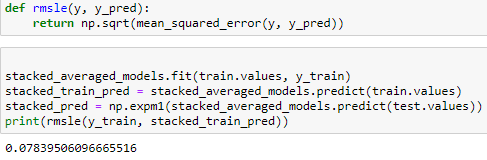 def rmsle(y, y_pred):
    return np.sqrt(mean_squared_error(y, y_pred))
stacked_averaged_models.fit(train.values, y_train)
stacked_train_pred = stacked_averaged_models.predict(train.values)
stacked_pred = np.expm1(stacked_averaged_models.predict(test.values))
print(rmsle(y_train, stacked_train_pred))
0.07839506096665516